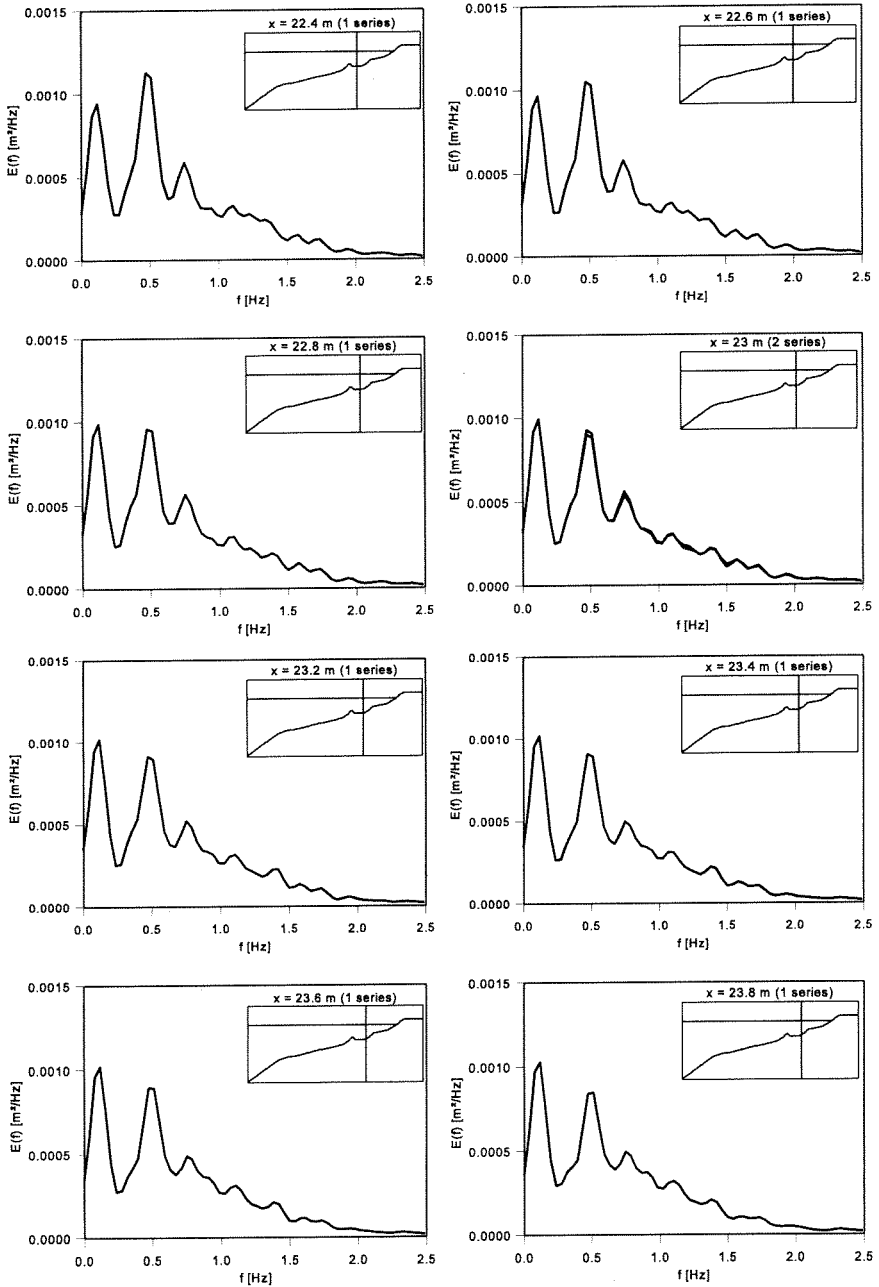 x = 22.4 m (1 series)
E(f) [m²/Hz]
0.0015
0.0010
0.0005
0.0000
0.0 0.5 1.0 1.5 2.0 2.5
f [Hz]
x = 22.6 m (1 series)
E(f) [m²/Hz]
0.0015
0.0010
0.0005
0.0000
0.0 0.5 1.0 1.5 2.0 2.5
f [Hz]
x = 22.8 m (1 series)
E(f) [m²/Hz]
0.0015
0.0010
0.0005
0.0000
0.0 0.5 1.0 1.5 2.0 2.5
f [Hz]
x = 23 m (2 series)
E(f) [m²/Hz]
0.0015
0.0010
0.0005
0.0000
0.0 0.5 1.0 1.5 2.0 2.5
f [Hz]
x = 23.2 m (1 series)
E(f) [m²/Hz]
0.0015
0.0010
0.0005
0.0000
0.0 0.5 1.0 1.5 2.0 2.5
f [Hz]
x = 23.4 m (1 series)
E(f) [m²/Hz]
0.0015
0.0010
0.0005
0.0000
0.0 0.5 1.0 1.5 2.0 2.5
f [Hz]
x = 23.6 m (1 series)
E(f) [m²/Hz]
0.0015
0.0010
0.0005
0.0000
0.0 0.5 1.0 1.5 2.0 2.5
f [Hz]
x = 23.8 m (1 series)
E(f) [m²/Hz]
0.0015
0.0010
0.0005
0.0000
0.0 0.5 1.0 1.5 2.0 2.5
f [Hz]